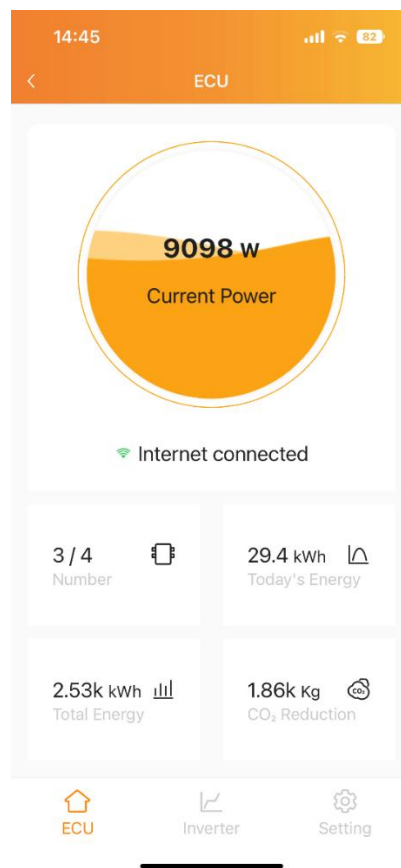 14:45 82
ECU
9098 W
Current Power
Internet connected
3 / 4
Number
29.4 kWh
Today's Energy
2.53k kWh
Total Energy
1.86k Kg
CO₂
CO₂ Reduction
ECU Inverter Setting